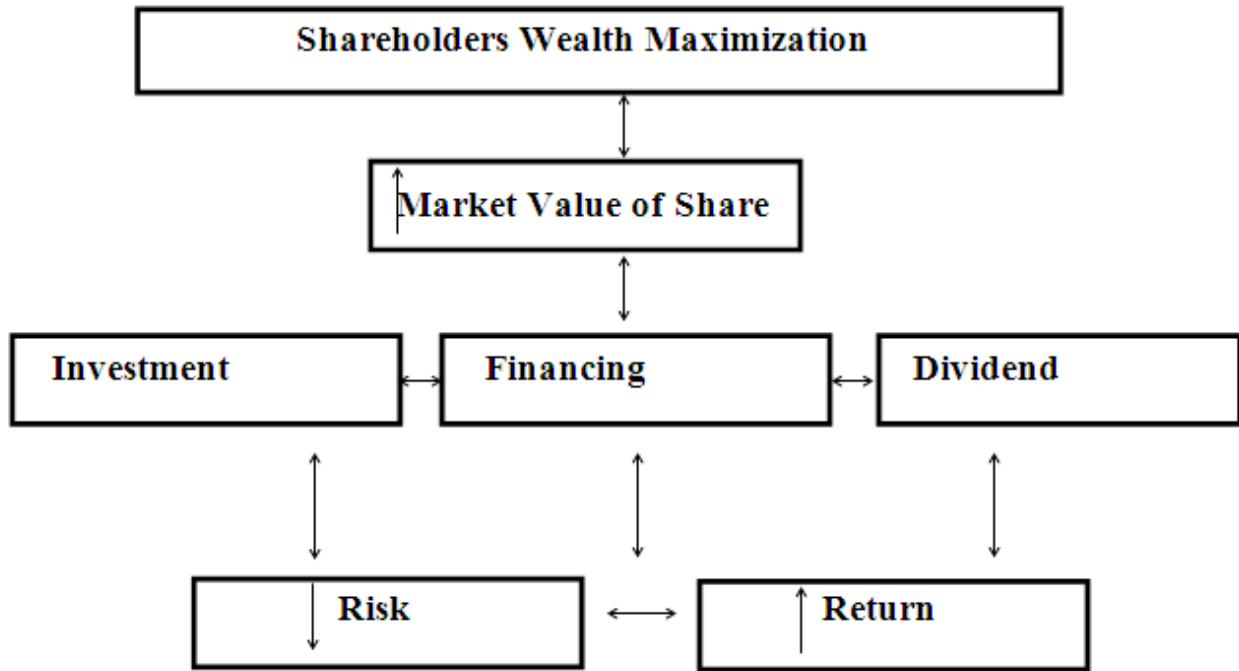 Shareholders Wealth Maximization
Market Value of Share
Investment
Financing
Dividend
Risk
Return